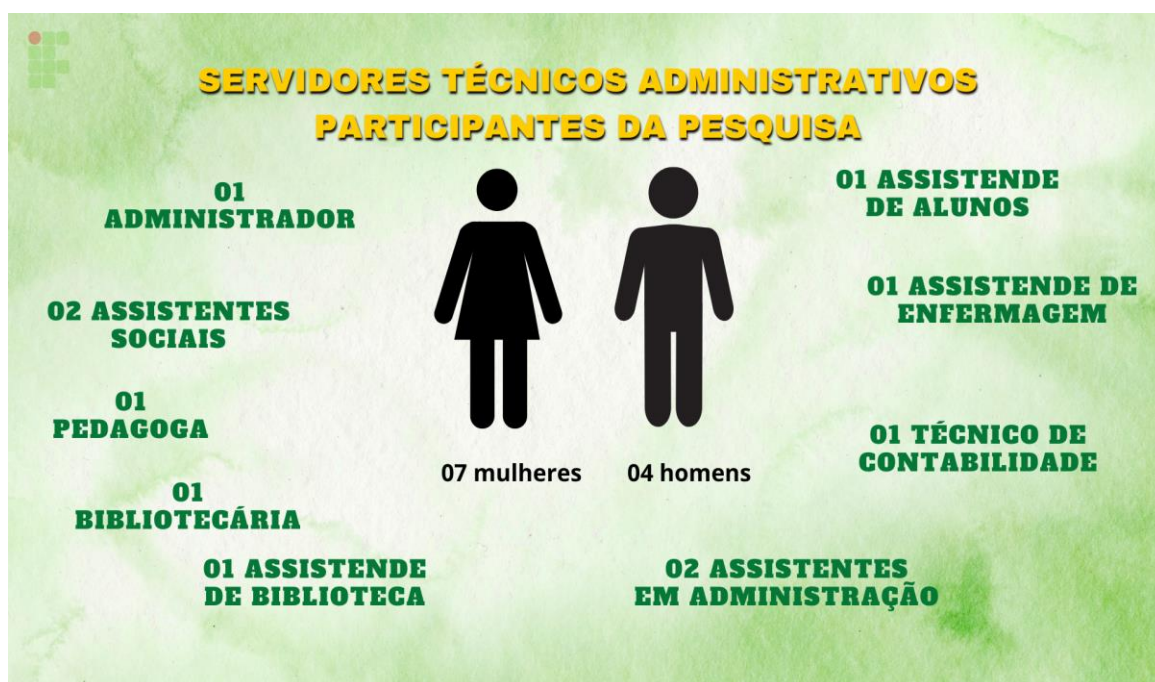 SERVIDORES TÉCNICOS ADMINISTRATIVOS
PARTICIPANTES DA PESQUISA
01
ADMINISTRADOR
02 ASSISTENTES
SOCIAIS
01
PEDAGOGA
01
BIBLIOTECÁRIA
01 ASSISTENDE
DE BIBLIOTECA
07 mulheres
04 homens
01 ASSISTENDE
DE ALUNOS
01 ASSISTENDE DE
ENFERMAGEM
01 TÉCNICO DE
CONTABILIDADE
02 ASSISTENTES
EM ADMINISTRAÇÃO